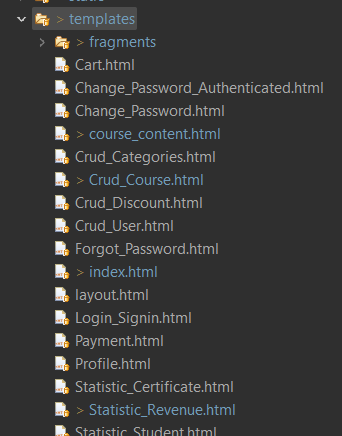 > templates
> fragments
Cart.html
Change_Password_Authenticated.html
Change_Password.html
> course_content.html
Crud_Categories.html
> Crud_Course.html
Crud_Discount.html
Crud_User.html
Forgot_Password.html
> index.html
layout.html
Login_Signin.html
Payment.html
Profile.html
Statistic_Certificate.html
> Statistic_Revenue.html
Statistic_Student.html